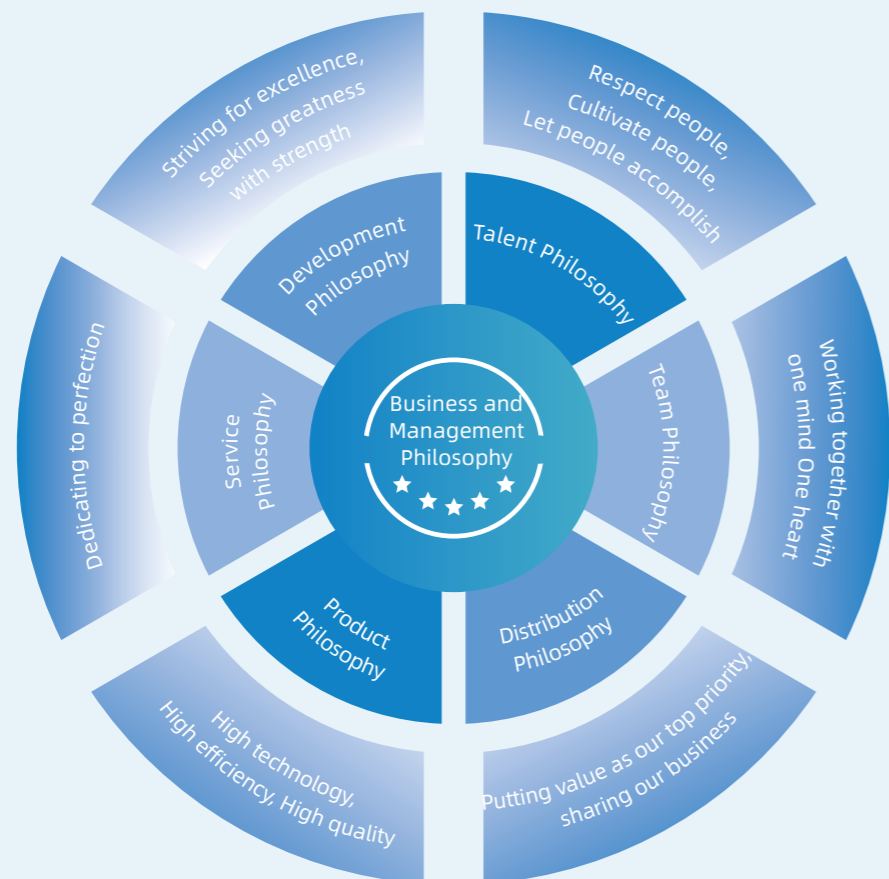 Business and
Management
Philosophy
Talent Philosophy
Respect people,
Cultivate people,
Let people accomplish
Team Philosophy
Working together with
one mind One heart
Distribution
Philosophy
Putting value as our top priority,
sharing our business
Product
Philosophy
High technology,
High efficiency, High quality
Service
Philosophy
Dedicating to perfection
Development
Philosophy
Striving for excellence,
Seeking greatness
with strength